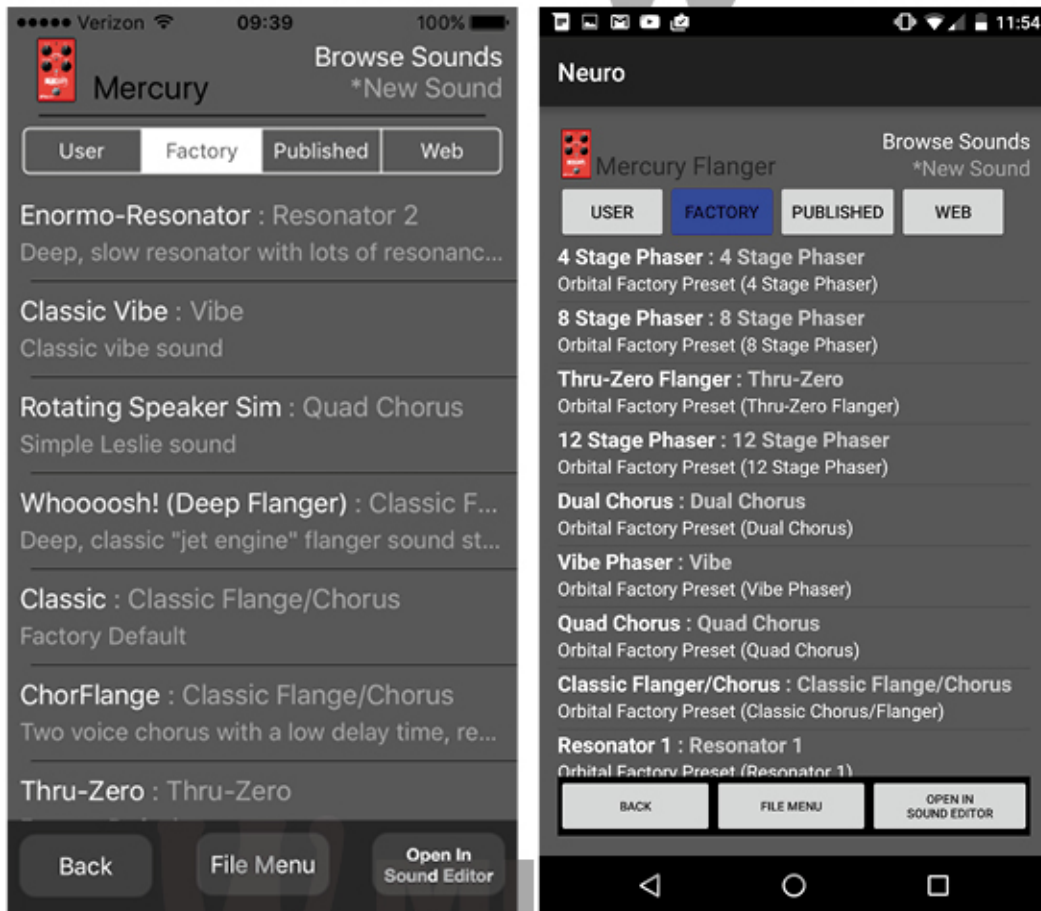 Verizon 09:39 100%
Browse Sounds
Mercury *New Sound
User Factory Published Web
Enormo-Resonator : Resonator 2
Deep, slow resonator with lots of resonanc...
Classic Vibe : Vibe
Classic vibe sound
Rotating Speaker Sim : Quad Chorus
Simple Leslie sound
Whoooosh! (Deep Flanger) : Classic F...
Deep, classic "jet engine" flanger sound st...
Classic : Classic Flange/Chorus
Factory Default
ChorFlange : Classic Flange/Chorus
Two voice chorus with a low delay time, re...
Thru-Zero : Thru-Zero
Back File Menu Open In
Sound Editor
11:54
Neuro
Browse Sounds
Mercury Flanger *New Sound
USER FACTORY PUBLISHED WEB
4 Stage Phaser : 4 Stage Phaser
Orbital Factory Preset (4 Stage Phaser)
8 Stage Phaser : 8 Stage Phaser
Orbital Factory Preset (8 Stage Phaser)
Thru-Zero Flanger : Thru-Zero
Orbital Factory Preset (Thru-Zero Flanger)
12 Stage Phaser : 12 Stage Phaser
Orbital Factory Preset (12 Stage Phaser)
Dual Chorus : Dual Chorus
Orbital Factory Preset (Dual Chorus)
Vibe Phaser : Vibe
Orbital Factory Preset (Vibe Phaser)
Quad Chorus : Quad Chorus
Orbital Factory Preset (Quad Chorus)
Classic Flanger/Chorus : Classic Flange/Chorus
Orbital Factory Preset (Classic Chorus/Flanger)
Resonator 1 : Resonator 1
Orbital Factory Preset (Resonator 1)
BACK FILE MENU OPEN IN
SOUND EDITOR